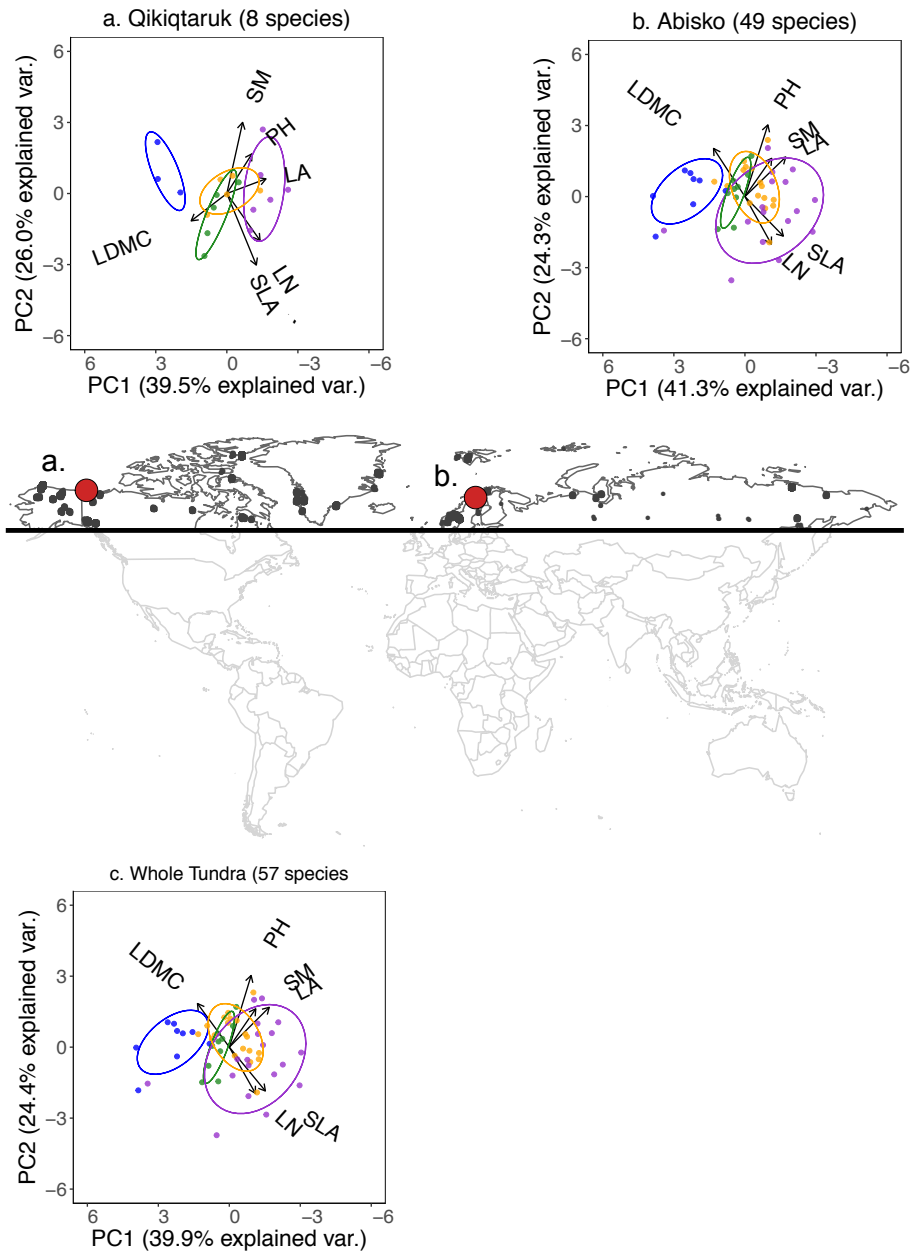 a. Qikiqtaruk (8 species)
6
3
0
−3
−6
PC2 (26.0% explained var.)
SM
PH
LA
LDMC
LN
SLA
6
3
0
−3
−6
PC1 (39.5% explained var.)
b. Abisko (49 species)
6
3
0
−3
−6
PC2 (24.3% explained var.)
LDMC
PH
SM
LA
SLA
LN
6
3
0
−3
−6
PC1 (41.3% explained var.)
a.
b.
c. Whole Tundra (57 species
6
3
0
−3
−6
PC2 (24.4% explained var.)
PH
LDMC
SM
LA
LN
SLA
6
3
0
−3
−6
PC1 (39.9% explained var.)